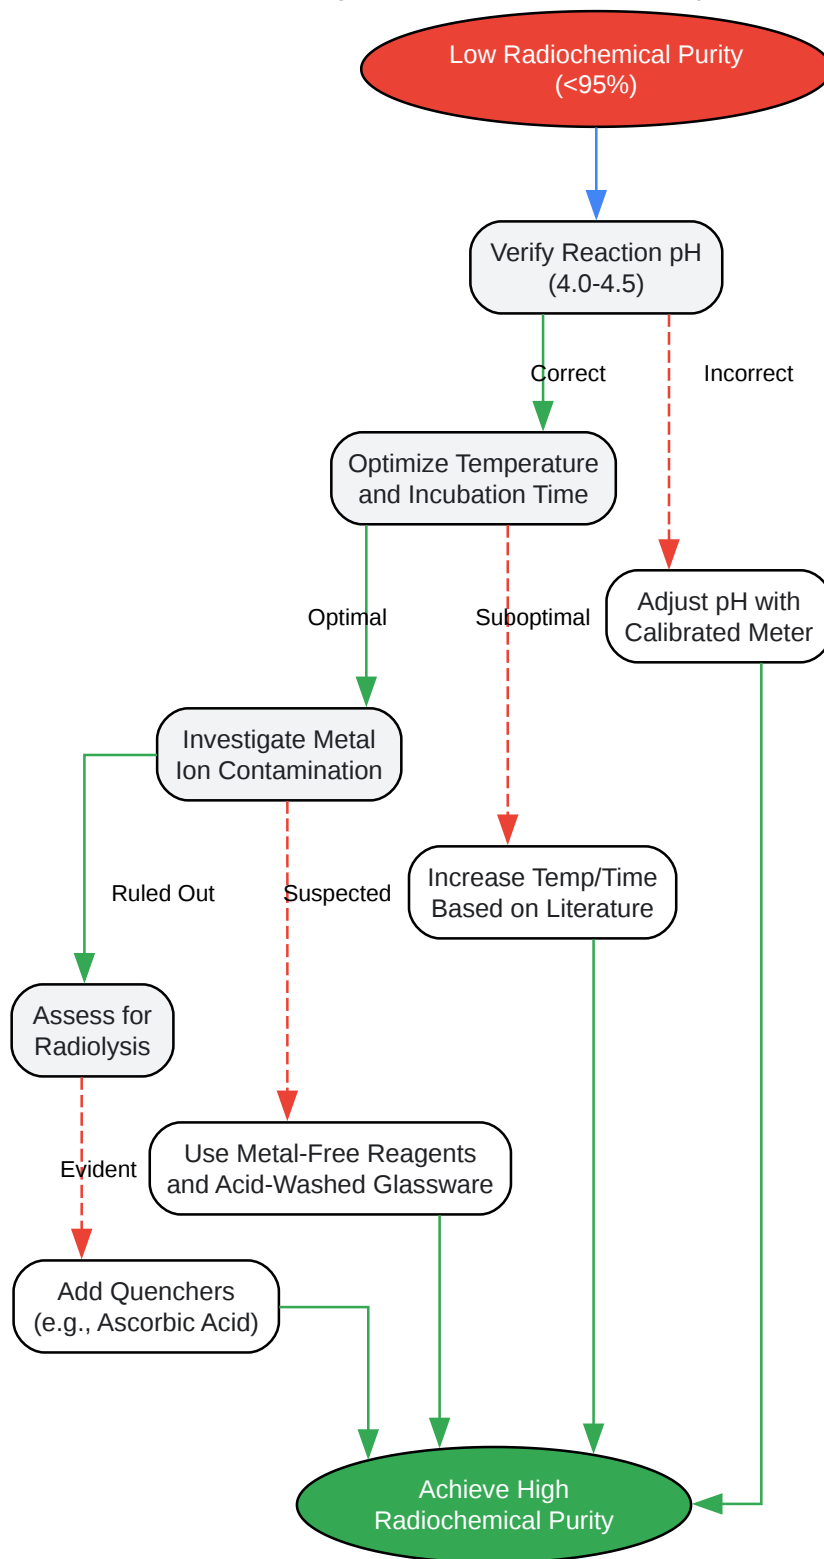 Low Radiochemical Purity
(<95%)
Verify Reaction pH
(4.0-4.5)
Correct
Incorrect
Optimize Temperature
and Incubation Time
Adjust pH with
Calibrated Meter
Optimal
Suboptimal
Investigate Metal
Ion Contamination
Increase Temp/Time
Based on Literature
Ruled Out
Suspected
Assess for
Radiolysis
Use Metal-Free Reagents
and Acid-Washed Glassware
Evident
Add Quenchers
(e.g., Ascorbic Acid)
Achieve High
Radiochemical Purity